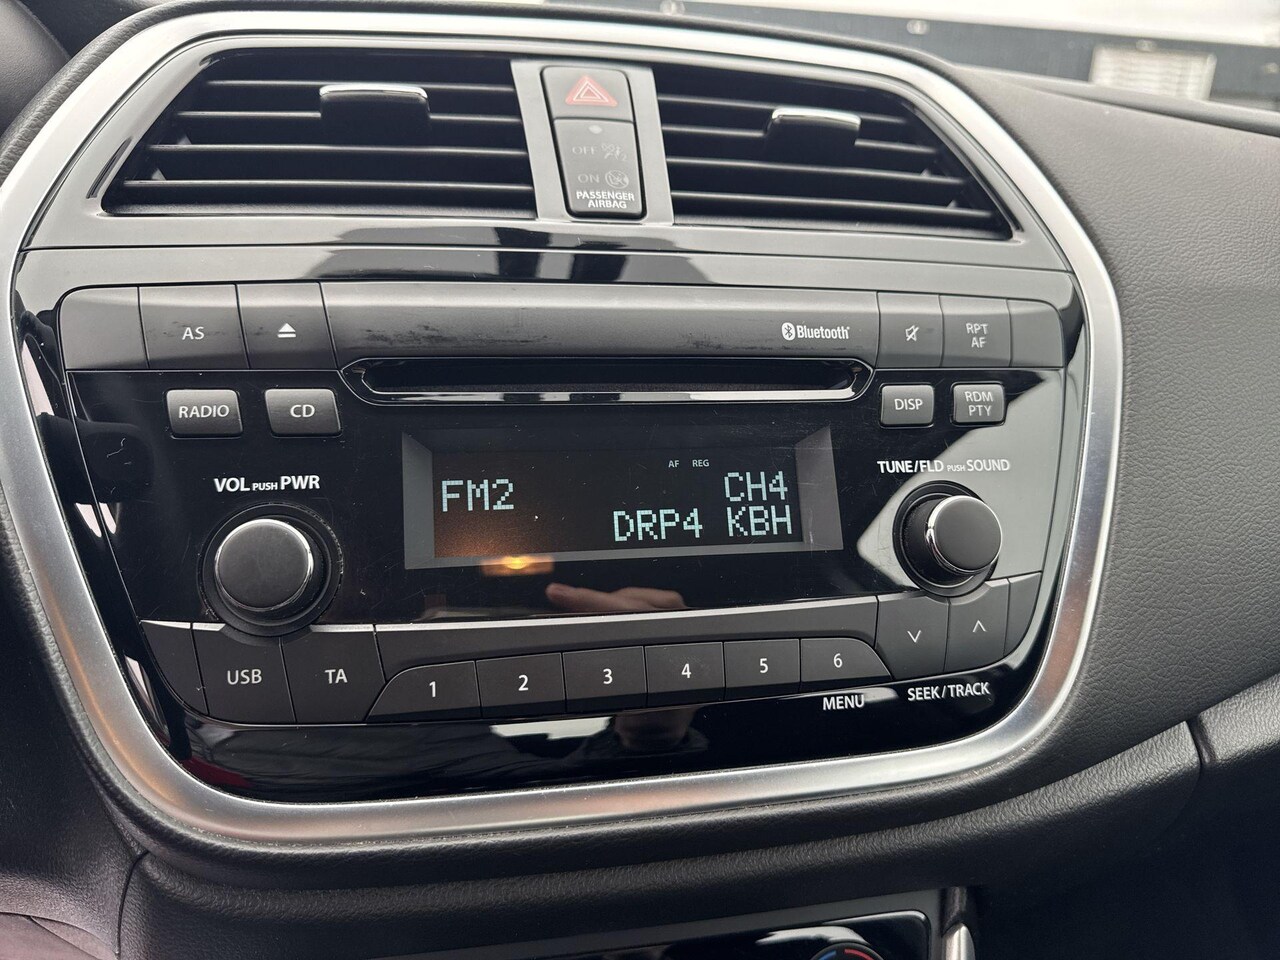 OFF 2
ON
PASSENGER
AIRBAG
AS
Bluetooth
RPT
AF
RADIO
CD
DISP
RDM
PTY
VOL PUSH PWR
TUNE/FLD PUSH SOUND
AF REG
FM2
CH4
DRP4 KBH
USB
TA
1
2
3
4
5
6
MENU
SEEK/TRACK